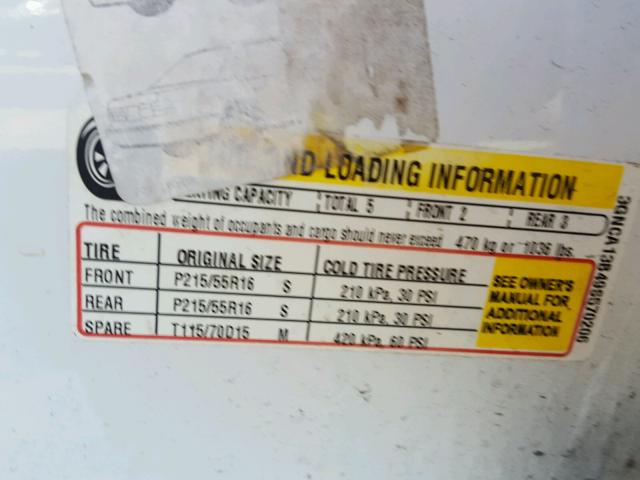 ND LOADING INFORMATION
CAPACITY TOTAL 5 FRONT 2 REAR 3
The combined weight of occupants and cargo should never exceed 470 kg or 1036 lbs.
TIRE ORIGINAL SIZE COLD TIRE PRESSURE
FRONT P215/55R16 S 210 kPa, 30 PSI
REAR P215/55R16 S 210 kPa, 30 PSI
SPARE T115/70D15 M 420 kPa, 60 PSI
SEE OWNER'S
MANUAL FOR
ADDITIONAL
INFORMATION